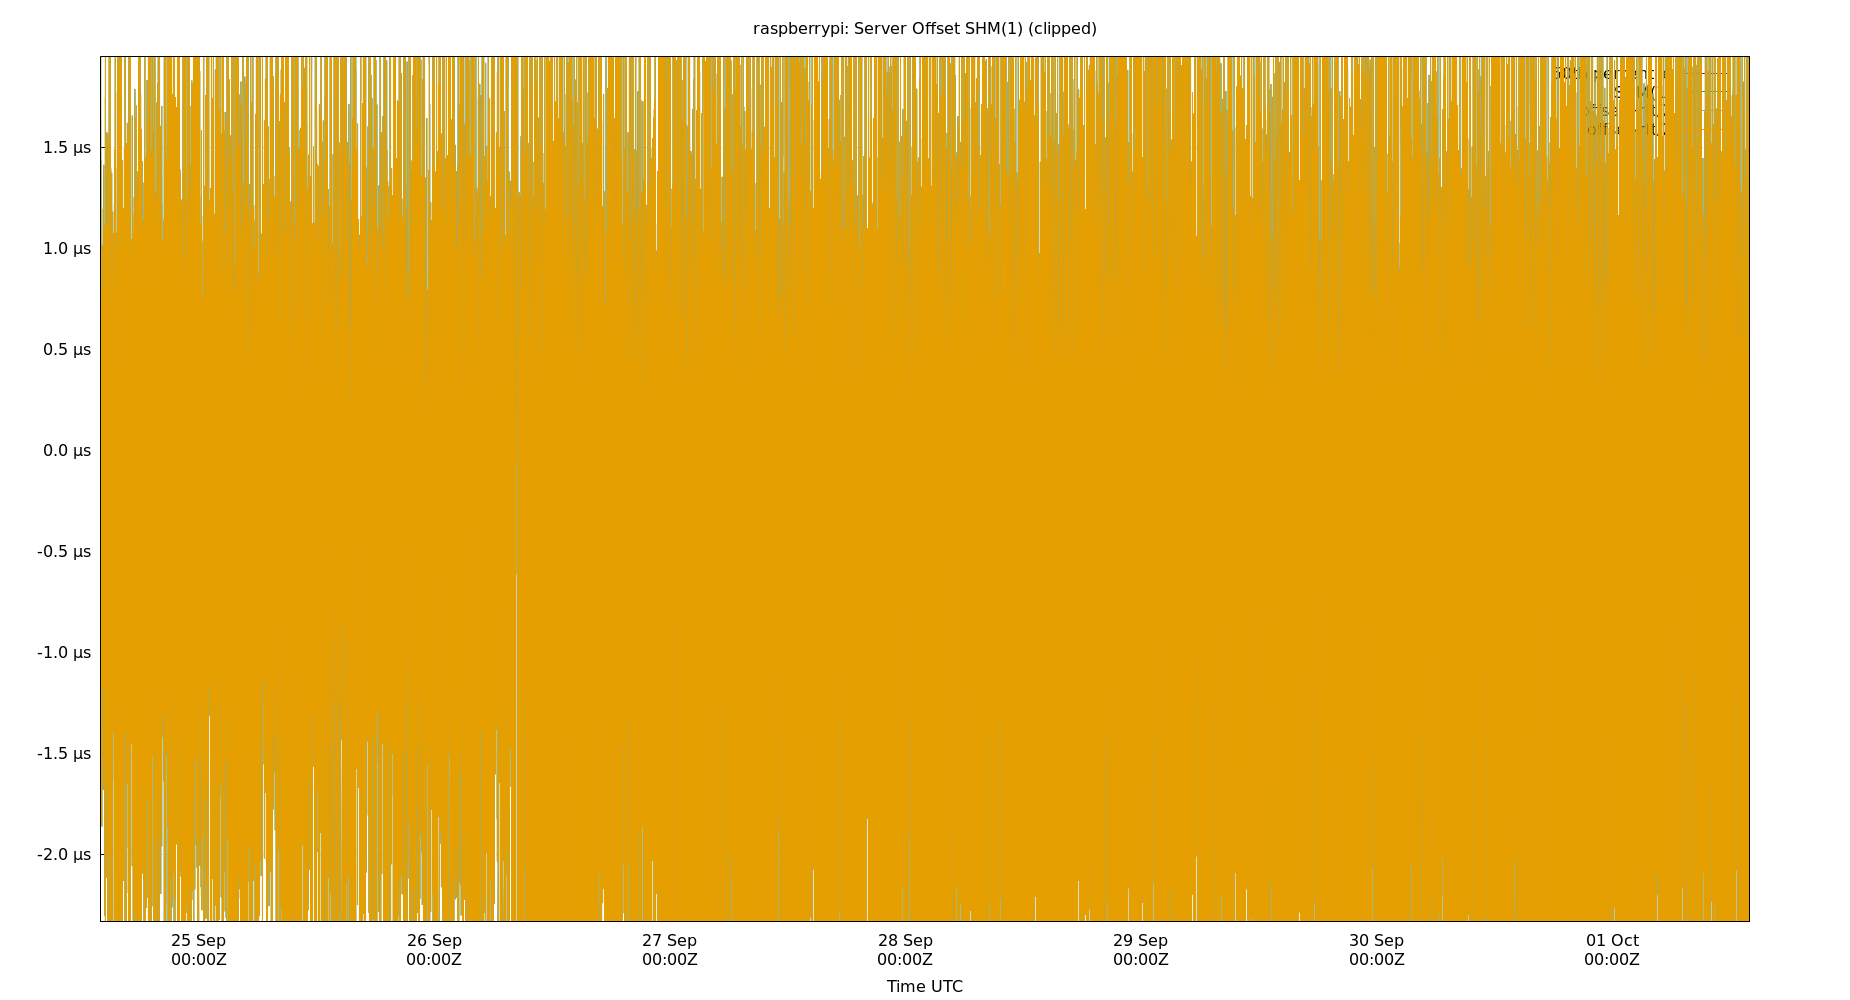 raspberrypi: Server Offset SHM(1) (clipped)
1.5 µs
1.0 µs
0.5 µs
0.0 µs
-0.5 µs
-1.0 µs
-1.5 µs
-2.0 µs
25 Sep 26 Sep 27 Sep 28 Sep 29 Sep 30 Sep 01 Oct
00:00Z 00:00Z 00:00Z 00:00Z 00:00Z 00:00Z 00:00Z
Time UTC